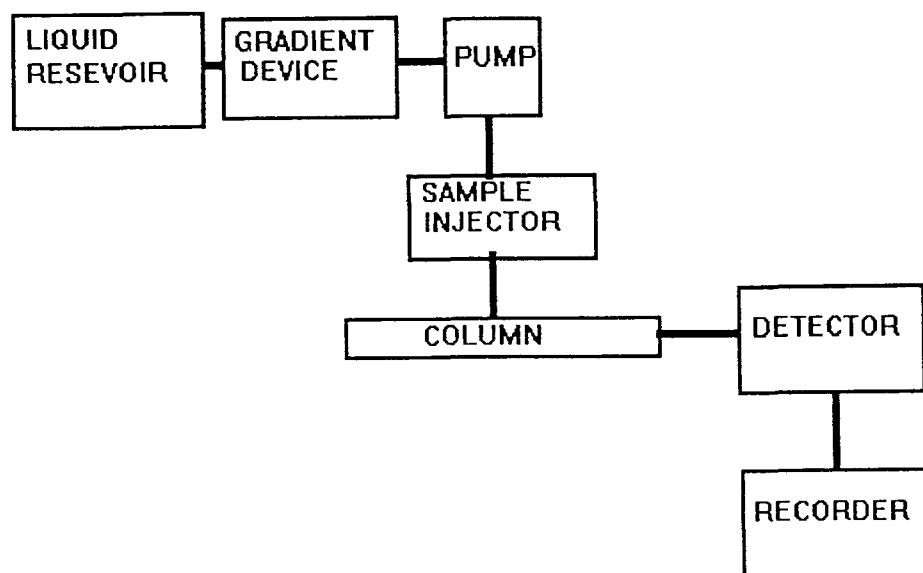 LIQUID
RESEVOIR
GRADIENT
DEVICE
PUMP
SAMPLE
INJECTOR
COLUMN
DETECTOR
RECORDER